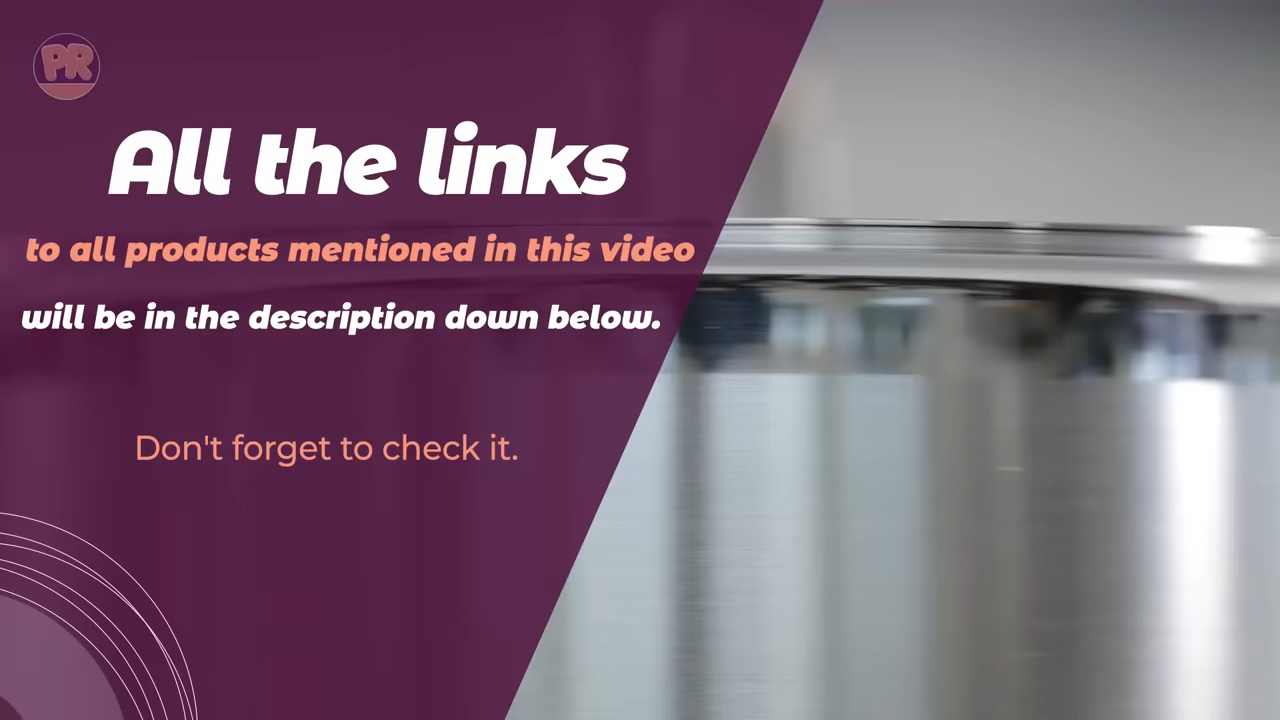 PR
All the links
to all products mentioned in this video
will be in the description down below.
Don't forget to check it.